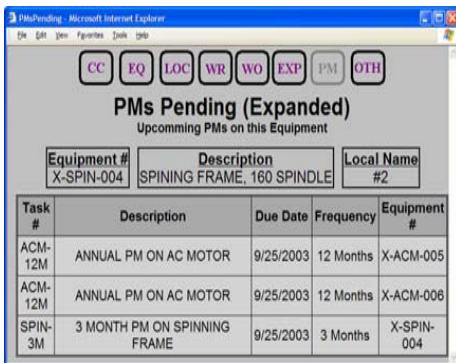 PMsPending - Microsoft Internet Explorer
File Edit View Favorites Tools Help
CC EQ LOC WR WO EXP PM OTH
PMs Pending (Expanded)
Upcomming PMs on this Equipment
Equipment # Description Local Name
X-SPIN-004 SPINING FRAME, 160 SPINDLE #2
Task # Description Due Date Frequency Equipment #
ACM-12M ANNUAL PM ON AC MOTOR 9/25/2003 12 Months X-ACM-005
ACM-12M ANNUAL PM ON AC MOTOR 9/25/2003 12 Months X-ACM-006
SPIN-3M 3 MONTH PM ON SPINNING FRAME 9/25/2003 3 Months X-SPIN-004